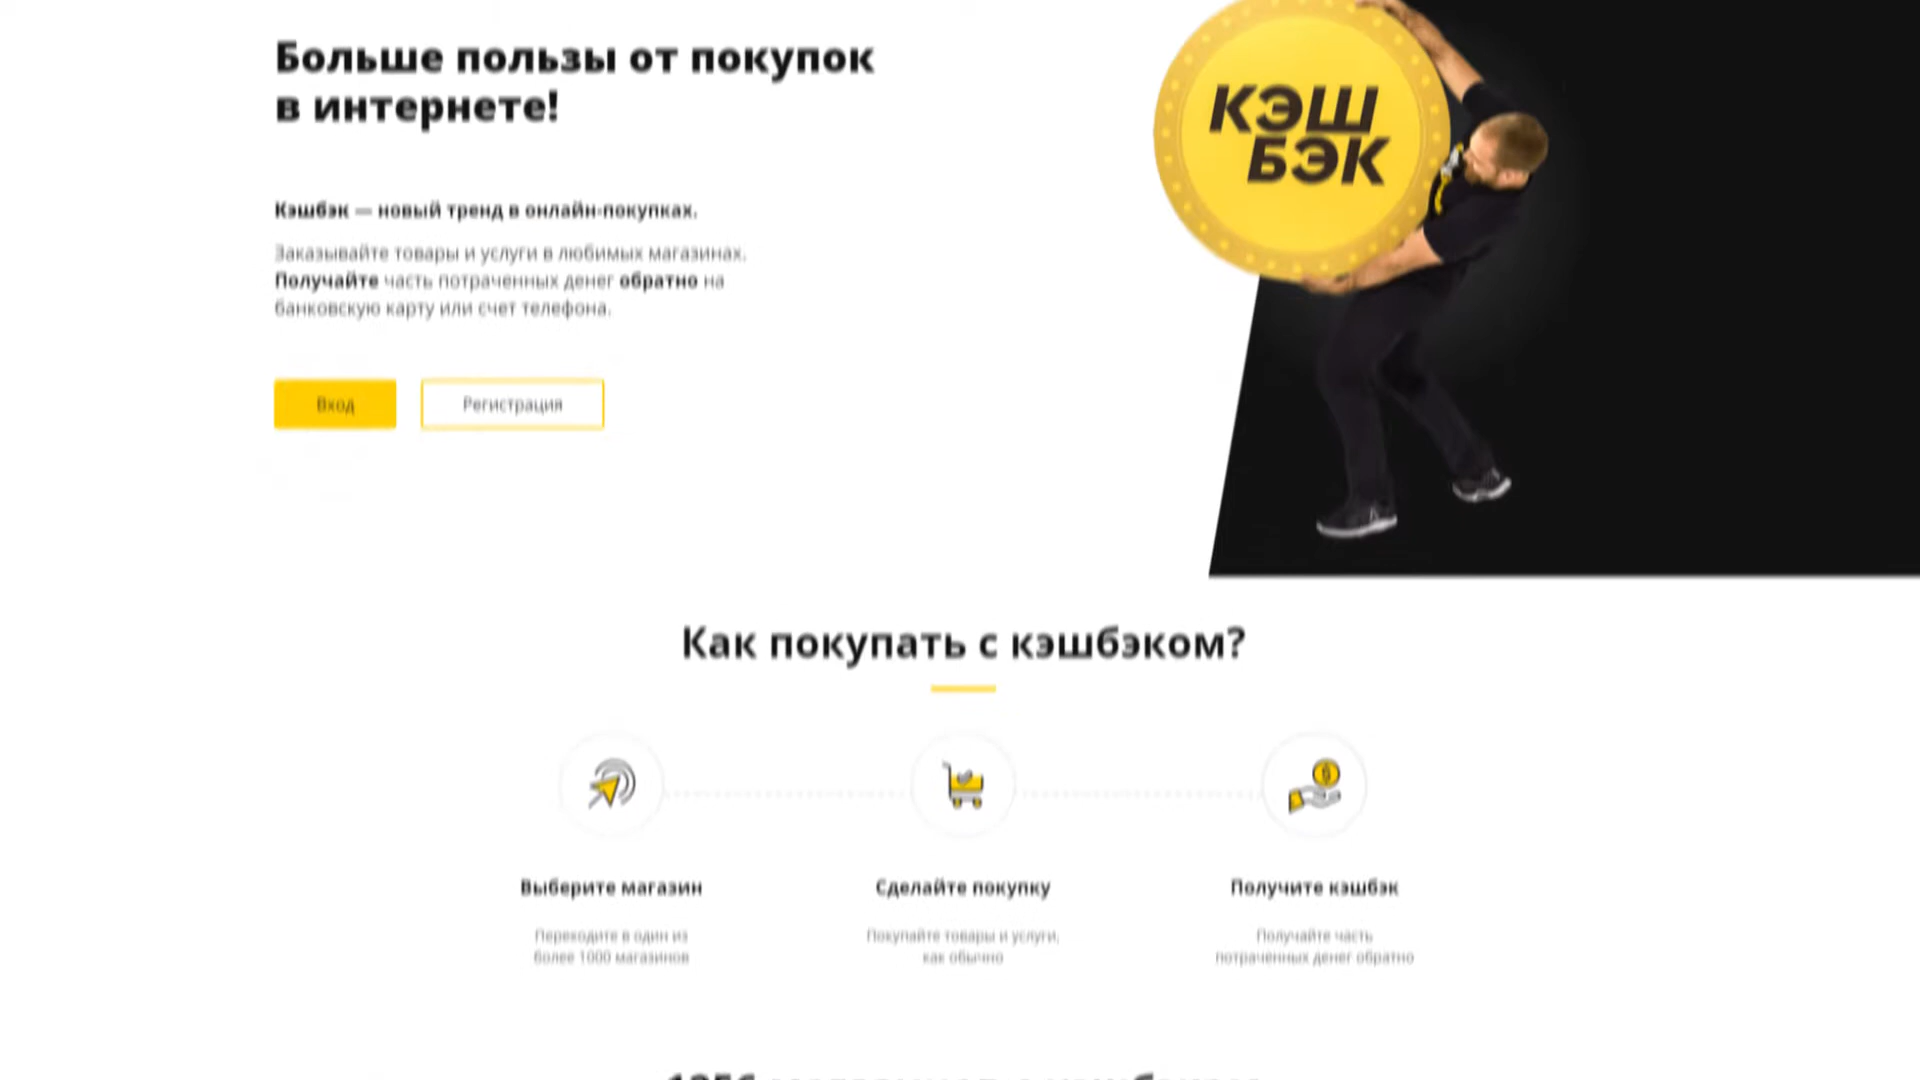 Больше пользы от покупок
в интернете!
КЭШ
БЭК
Кэшбэк — новый тренд в онлайн-покупках.
Заказывайте товары и услуги в любимых магазинах.
Получайте часть потраченных денег обратно на
банковскую карту или счет телефона.
Вход
Регистрация
Как покупать с кэшбэком?
Выберите магазин
Переходите в один из
более 1000 магазинов
Сделайте покупку
Покупайте товары и услуги,
как обычно
Получите кэшбэк
Получайте часть
потраченных денег обратно